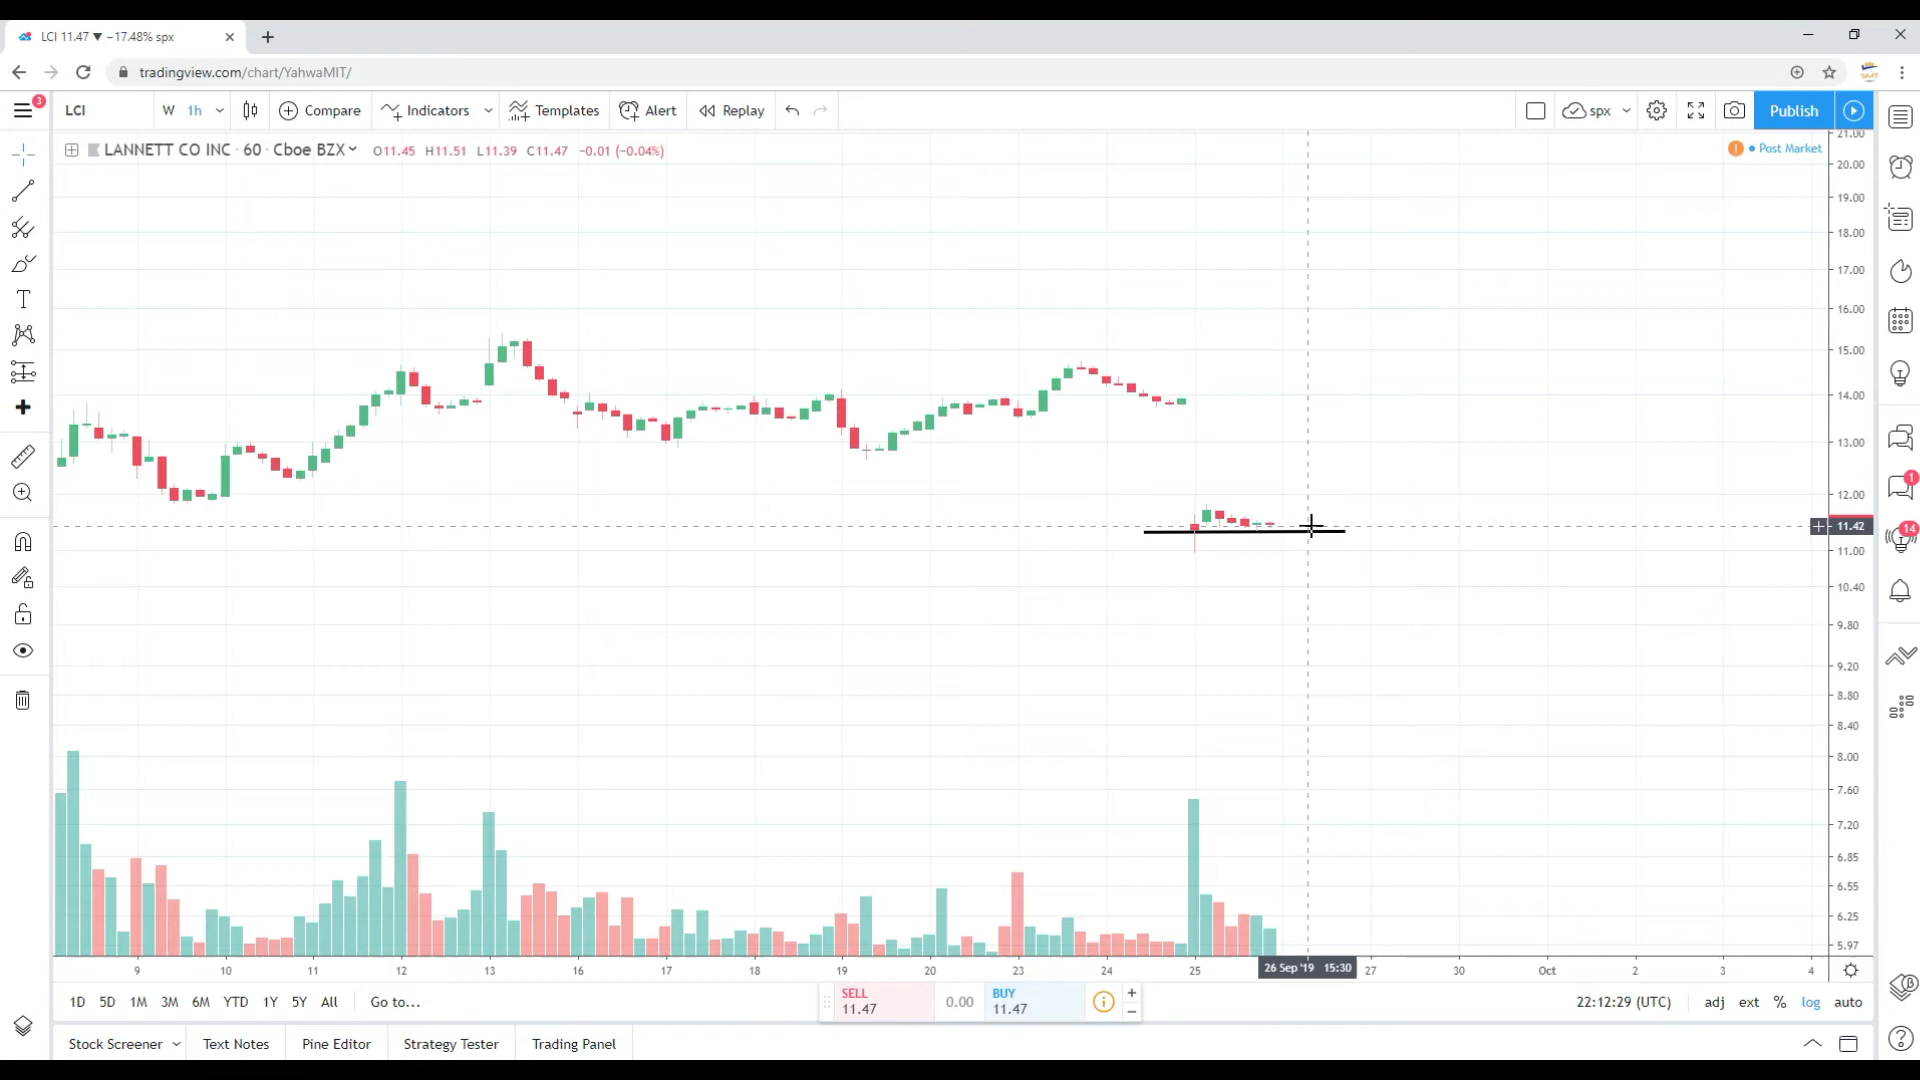 LCI 11.47 ▼ −17.48% spx
tradingview.com/chart/YahwaMIT/
SMT
3
LCI W 1h Compare Indicators Templates Alert Replay spx Publish
LANNETT CO INC · 60 · Cboe BZX O11.45 H11.51 L11.39 C11.47 −0.01 (−0.04%)
! • Post Market
21.00
20.00
19.00
18.00
17.00
16.00
15.00
14.00
13.00
12.00
11.42
11.00
10.40
9.80
9.20
8.80
8.40
8.00
7.60
7.20
6.85
6.55
6.25
5.97
1
14
9 10 11 12 13 16 17 18 19 20 23 24 25 26 Sep '19 15:30 27 30 Oct 2 3 4
1D 5D 1M 3M 6M YTD 1Y 5Y All Go to...
SELL
11.47
0.00
BUY
11.47
22:12:29 (UTC) adj ext % log auto
Stock Screener Text Notes Pine Editor Strategy Tester Trading Panel